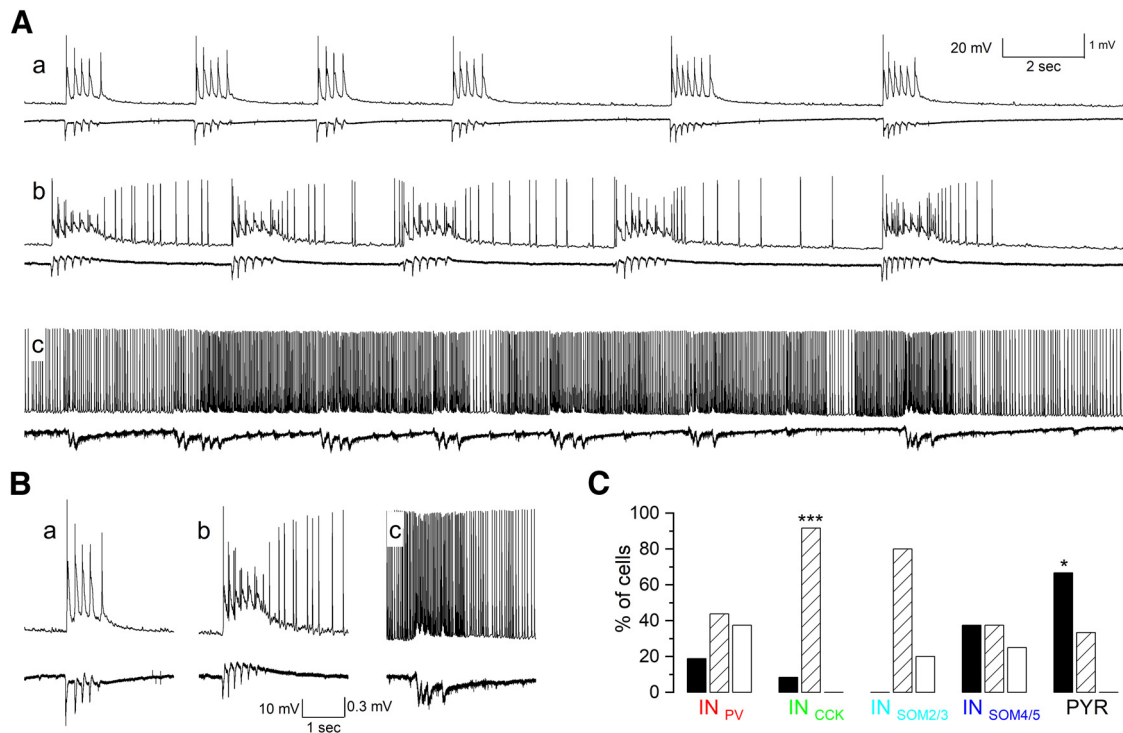 A
a
20 mV 1 mV
2 sec
b
c
B
a
b
c
10 mV 0.3 mV
1 sec
C
% of cells
100
80
60
40
20
0
***
*
IN PV
IN CCK
IN SOM2/3
IN SOM4/5
PYR